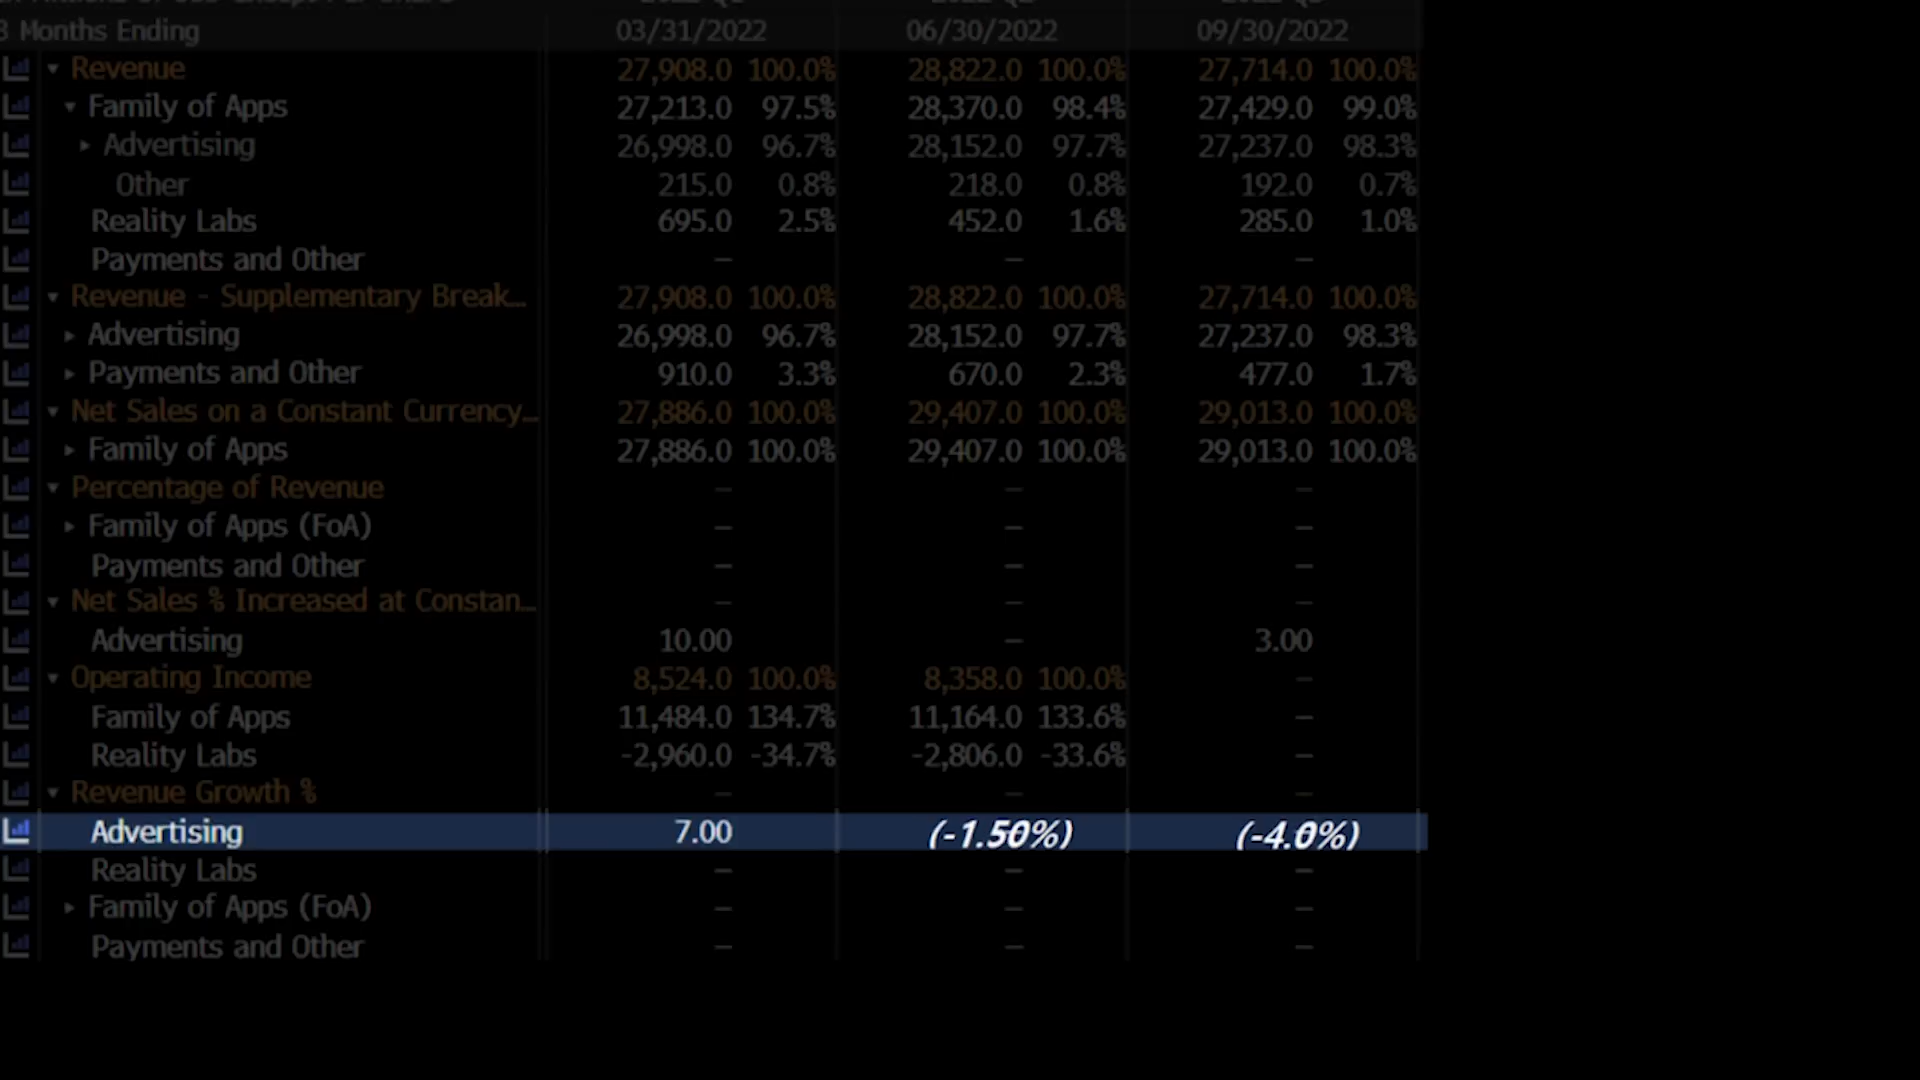 3 Months Ending 03/31/2022 06/30/2022 09/30/2022
Revenue 27,908.0 100.0% 28,822.0 100.0% 27,714.0 100.0%
Family of Apps 27,213.0 97.5% 28,370.0 98.4% 27,429.0 99.0%
Advertising 26,998.0 96.7% 28,152.0 97.7% 27,237.0 98.3%
Other 215.0 0.8% 218.0 0.8% 192.0 0.7%
Reality Labs 695.0 2.5% 452.0 1.6% 285.0 1.0%
Payments and Other — — —
Revenue - Supplementary Break… 27,908.0 100.0% 28,822.0 100.0% 27,714.0 100.0%
Advertising 26,998.0 96.7% 28,152.0 97.7% 27,237.0 98.3%
Payments and Other 910.0 3.3% 670.0 2.3% 477.0 1.7%
Net Sales on a Constant Currency… 27,886.0 100.0% 29,407.0 100.0% 29,013.0 100.0%
Family of Apps 27,886.0 100.0% 29,407.0 100.0% 29,013.0 100.0%
Percentage of Revenue — — —
Family of Apps (FoA) — — —
Payments and Other — — —
Net Sales % Increased at Constan… — — —
Advertising 10.00 — 3.00
Operating Income 8,524.0 100.0% 8,358.0 100.0% —
Family of Apps 11,484.0 134.7% 11,164.0 133.6% —
Reality Labs -2,960.0 -34.7% -2,806.0 -33.6% —
Revenue Growth % — — —
Advertising 7.00 (-1.50%) (-4.0%)
Reality Labs — — —
Family of Apps (FoA) — — —
Payments and Other — — —